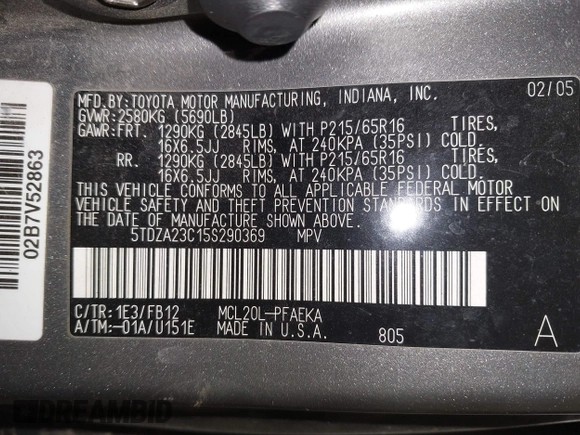 MFD.BY:TOYOTA MOTOR MANUFACTURING, INDIANA, INC. 02/05
GVWR:2580KG (5690LB)
GAWR:FRT. 1290KG (2845LB) WITH P215/65R16 TIRES,
16X6.5JJ RIMS, AT 240KPA (35PSI) COLD.
RR. 1290KG (2845LB) WITH P215/65R16 TIRES,
16X6.5JJ RIMS, AT 240KPA (35PSI) COLD.
THIS VEHICLE CONFORMS TO ALL APPLICABLE FEDERAL MOTOR
VEHICLE SAFETY AND THEFT PREVENTION STANDARDS IN EFFECT ON
THE DATE OF MANUFACTURE SHOWN ABOVE.
5TDZA23C15S290369 MPV
C/TR:1E3/FB12 MCL20L-PFAEKA
A/TM:-01A/U151E MADE IN U.S.A. 805 A
02B7V52863
DREAMBID